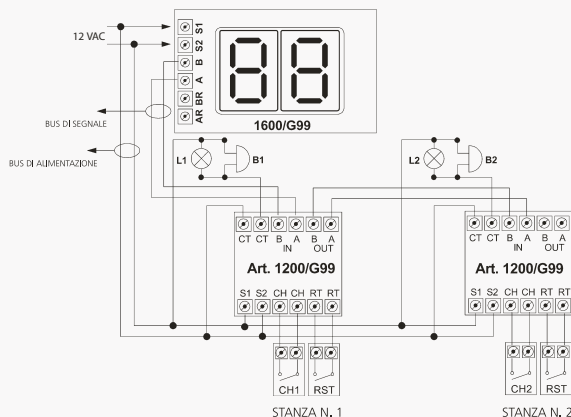 12 VAC
S1
S2
B
A
BR
AR
88
1600/G99
BUS DI SEGNALE
BUS DI ALIMENTAZIONE
L1
B1
L2
B2
CT CT B A B A
IN OUT
Art. 1200/G99
S1 S2 CH CH RT RT
CT CT B A B A
IN OUT
Art. 1200/G99
S1 S2 CH CH RT RT
CH1
RST
CH2
RST
STANZA N. 1
STANZA N. 2